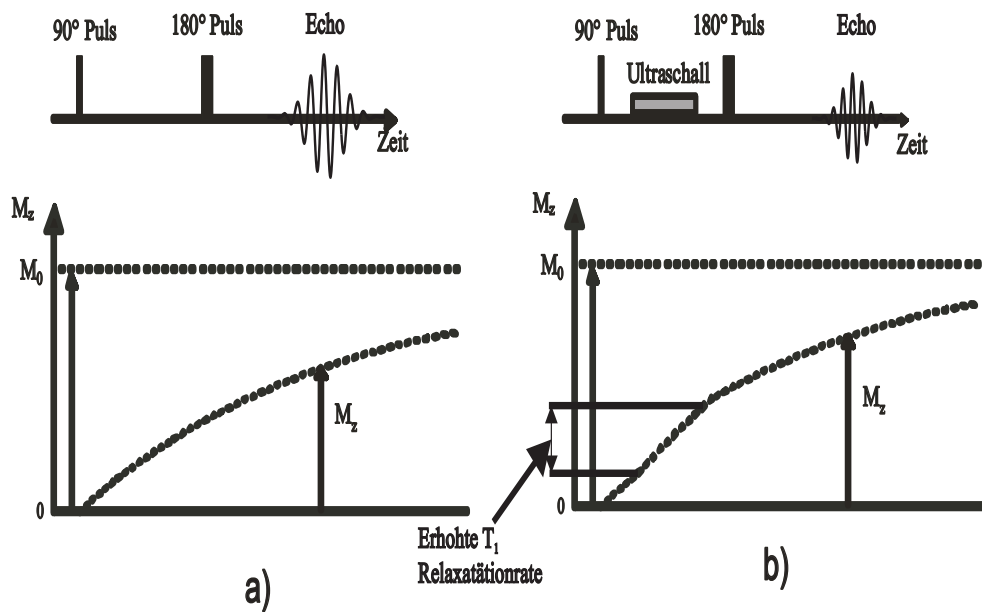 90° Puls
180° Puls
Echo
Zeit
Mz
M0
Mz
0
a)
90° Puls
Ultraschall
180° Puls
Echo
Zeit
Mz
M0
Mz
0
Erhohte T1
Relaxatätionrate
b)